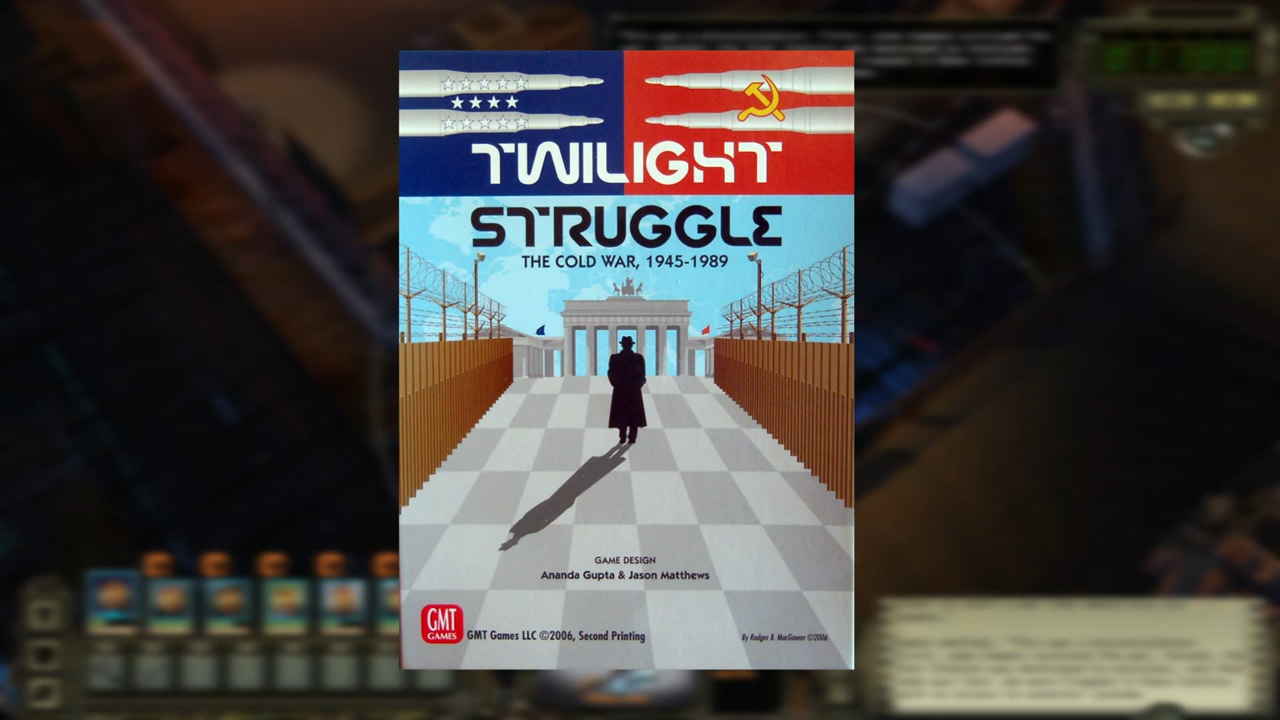 TWILIGHT
STRUGGLE
THE COLD WAR, 1945-1989
GAME DESIGN
Ananda Gupta & Jason Matthews
GMT
GAMES
GMT Games LLC ©2006, Second Printing
By Rodger B. MacGowan ©2006